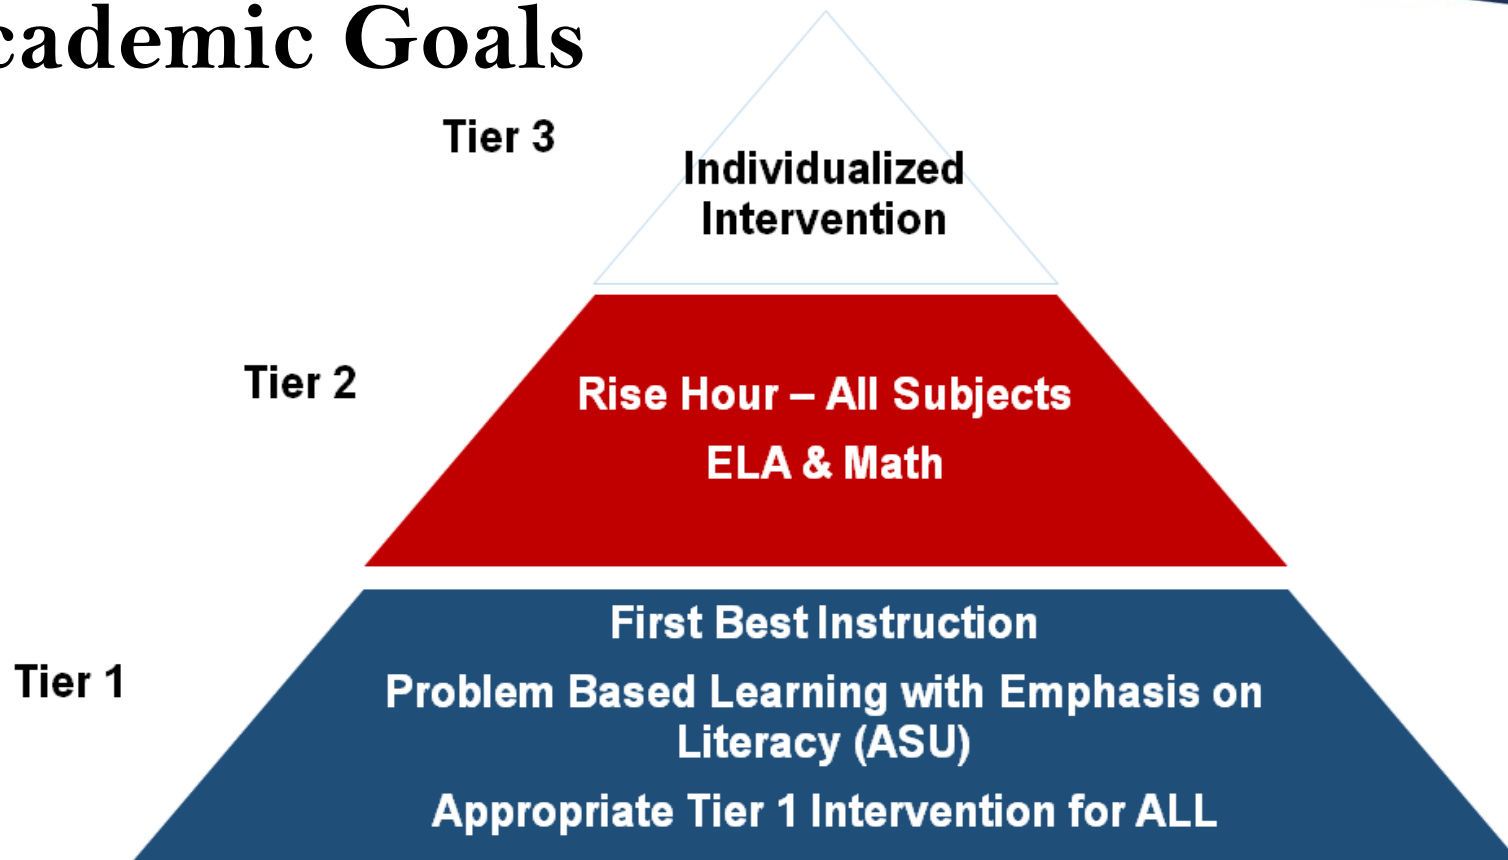 cademic Goals
Tier 3
Individualized
Intervention
Tier 2
Rise Hour – All Subjects
ELA & Math
Tier 1
First Best Instruction
Problem Based Learning with Emphasis on
Literacy (ASU)
Appropriate Tier 1 Intervention for ALL